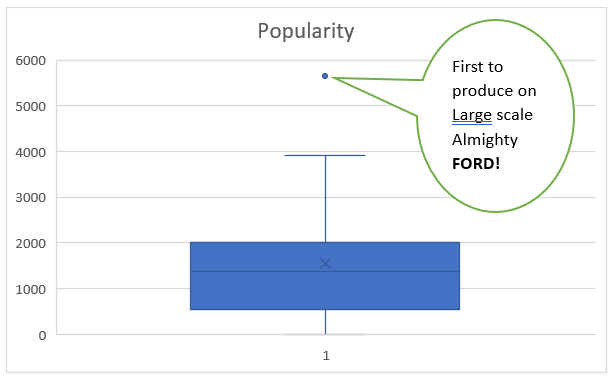 Popularity
6000
5000
4000
3000
2000
1000
0
1
First to
produce on
Large scale
Almighty
FORD!